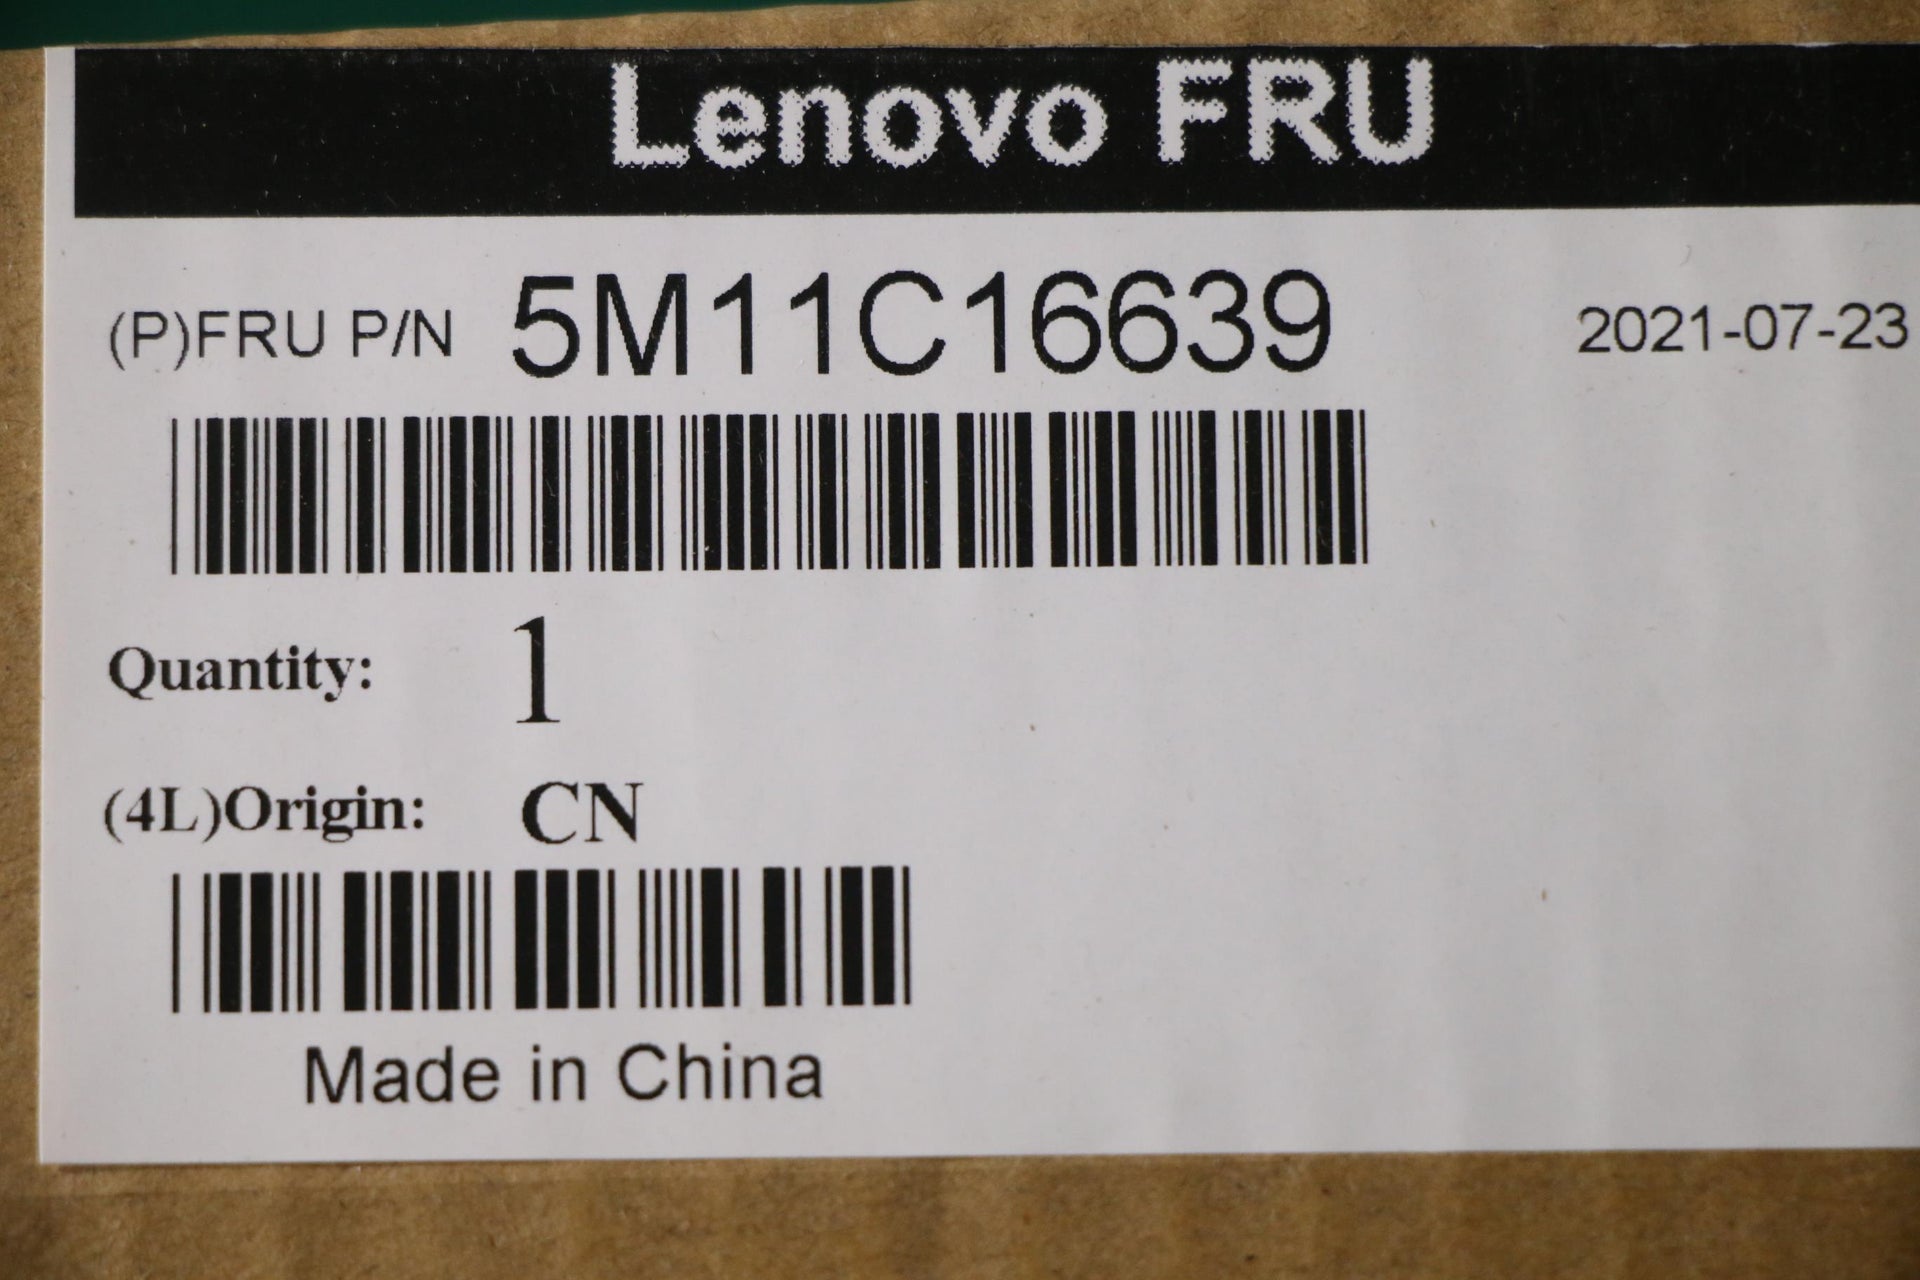 Lenovo FRU
(P)FRU P/N 5M11C16639 2021-07-23
Quantity: 1
(4L)Origin: CN
Made in China